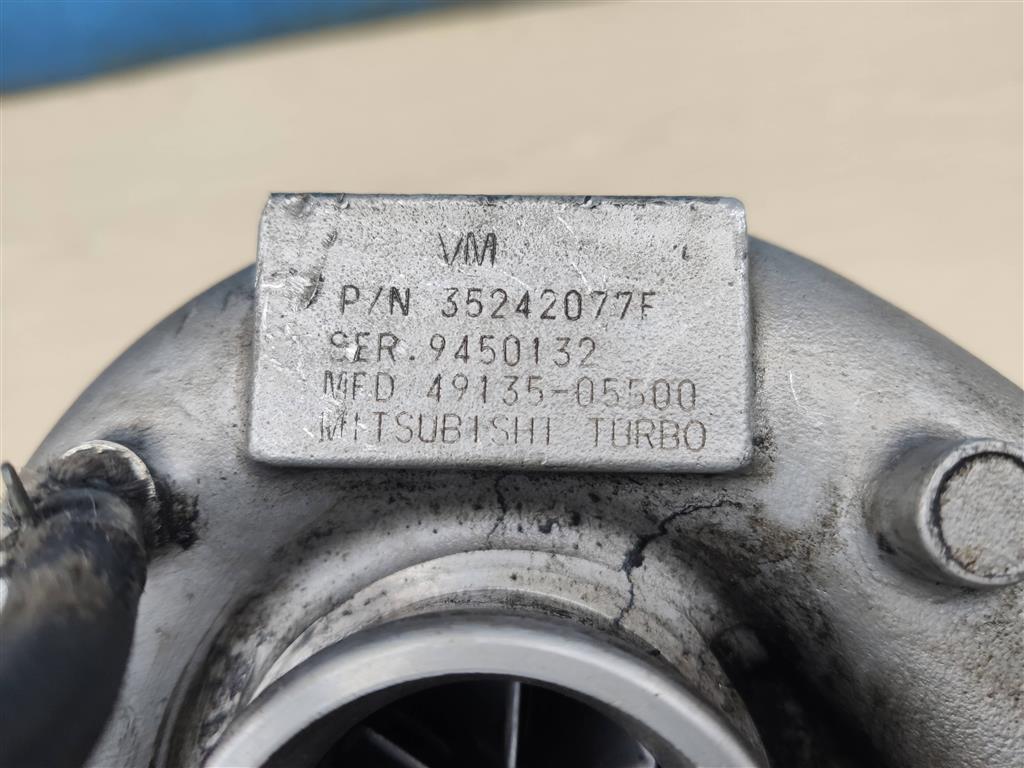 VM
P/N 35242077F
SER.9450132
MFD 49135-05500
MITSUBISHI TURBO